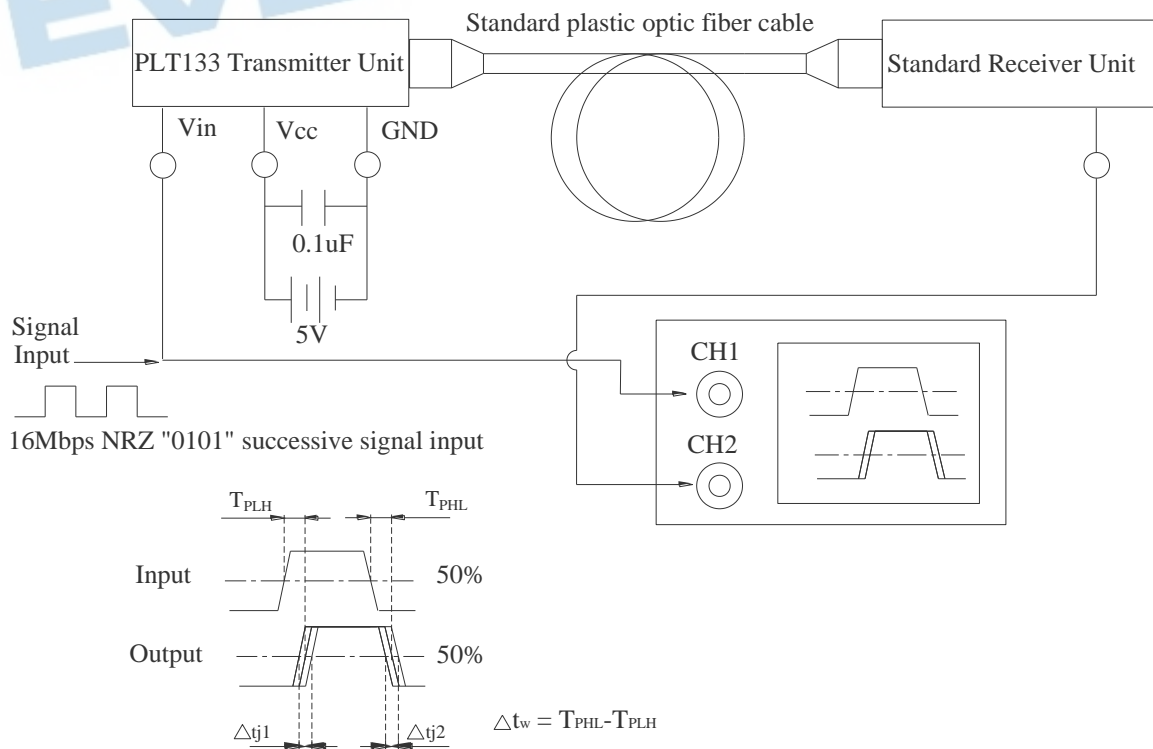 Standard plastic optic fiber cable
PLT133 Transmitter Unit
Standard Receiver Unit
Vin
Vcc
GND
0.1uF
5V
Signal
Input
16Mbps NRZ "0101" successive signal input
CH1
CH2
TPLH
TPHL
Input
50%
Output
50%
△tj1
△tj2
△tw = TPHL-TPLH